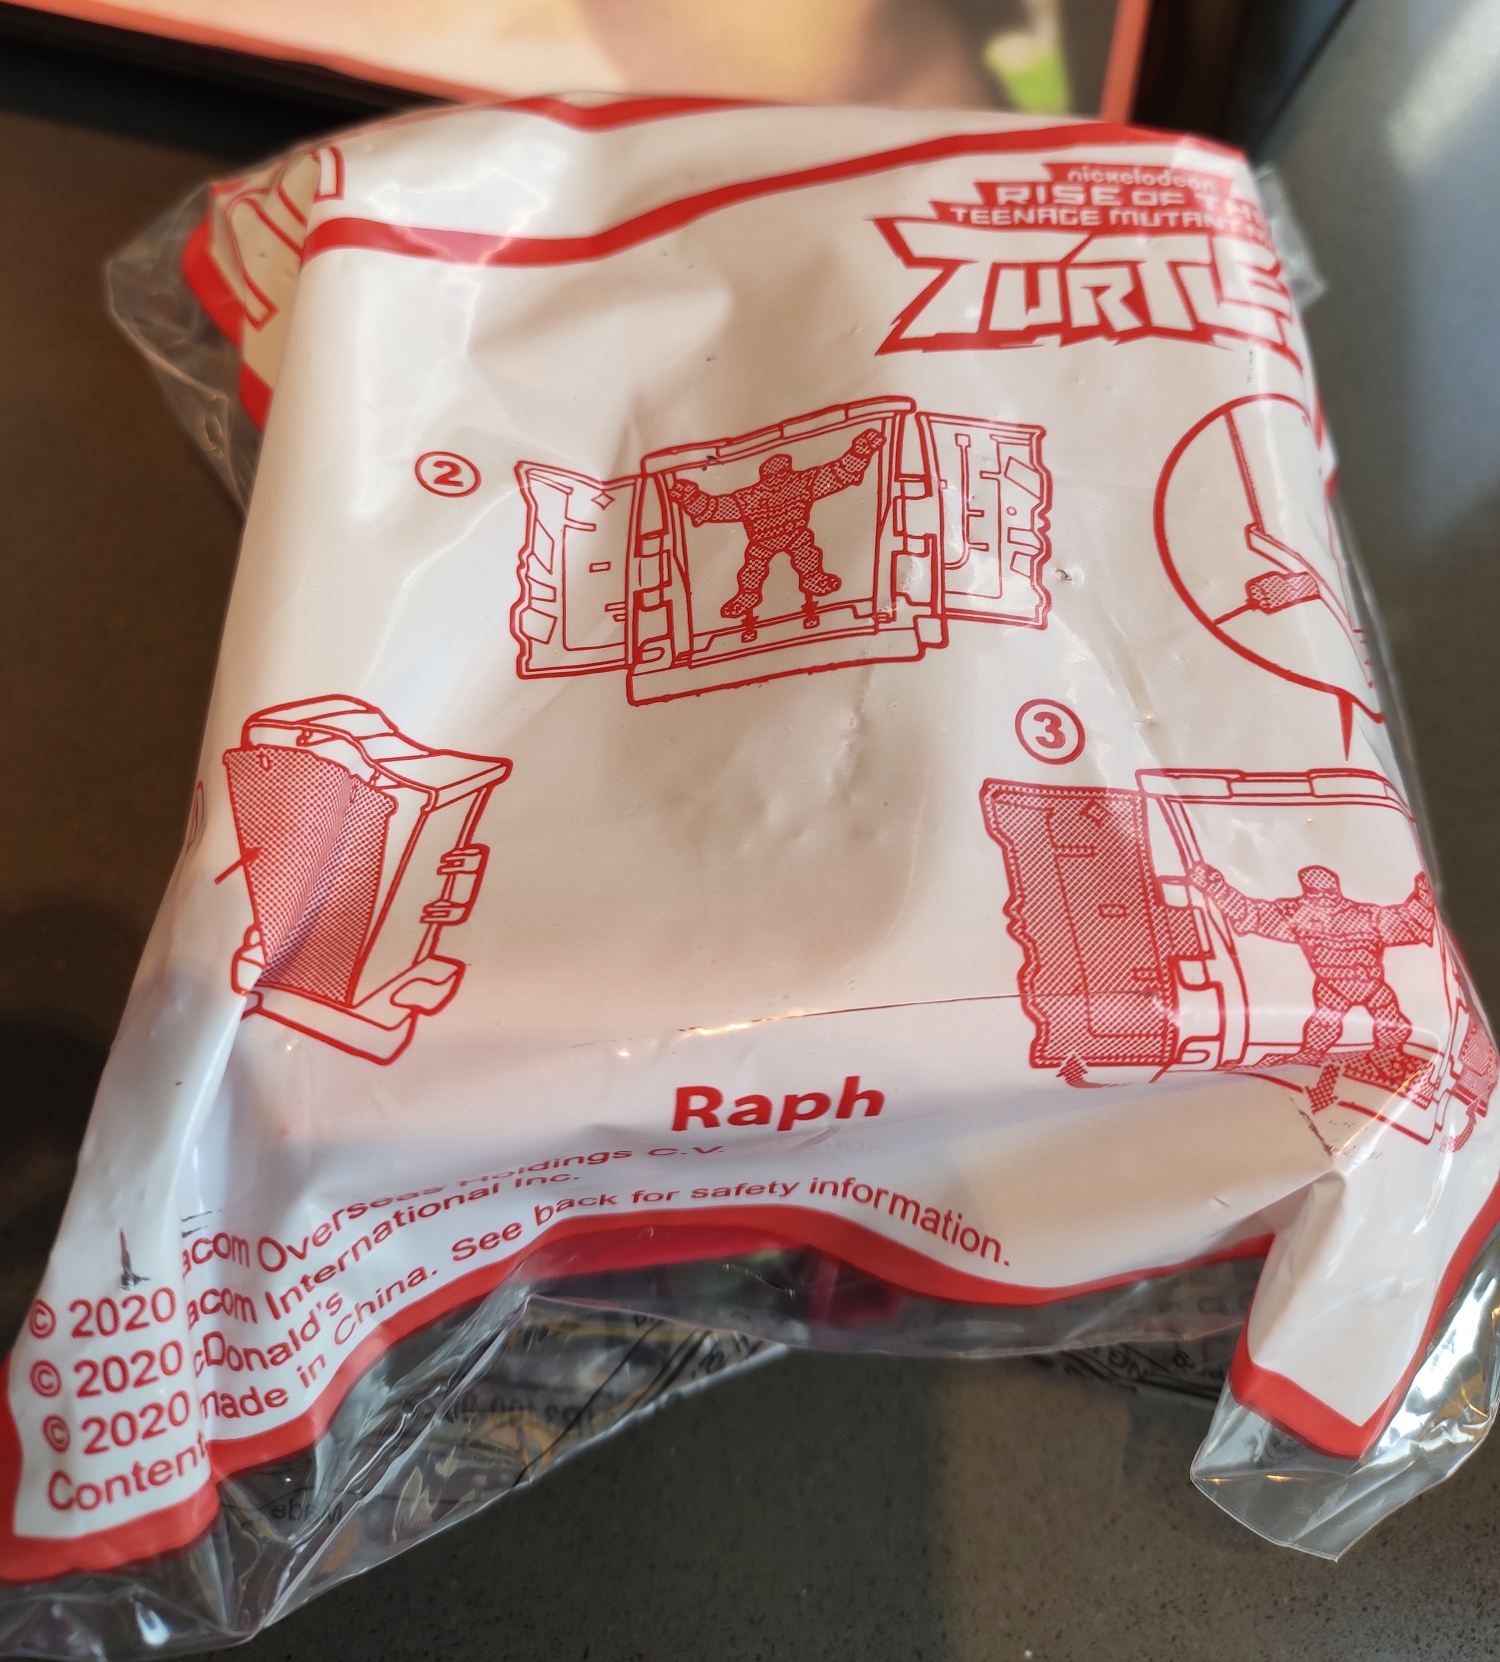 nickelodeon
RISE OF THE
TEENAGE MUTANT
TURTLES
2
3
Raph
© 2020 acom Overseas Holdings C.V.
© 2020 acom International Inc.
© 2020 cDonald's
Content made in China. See back for safety information.